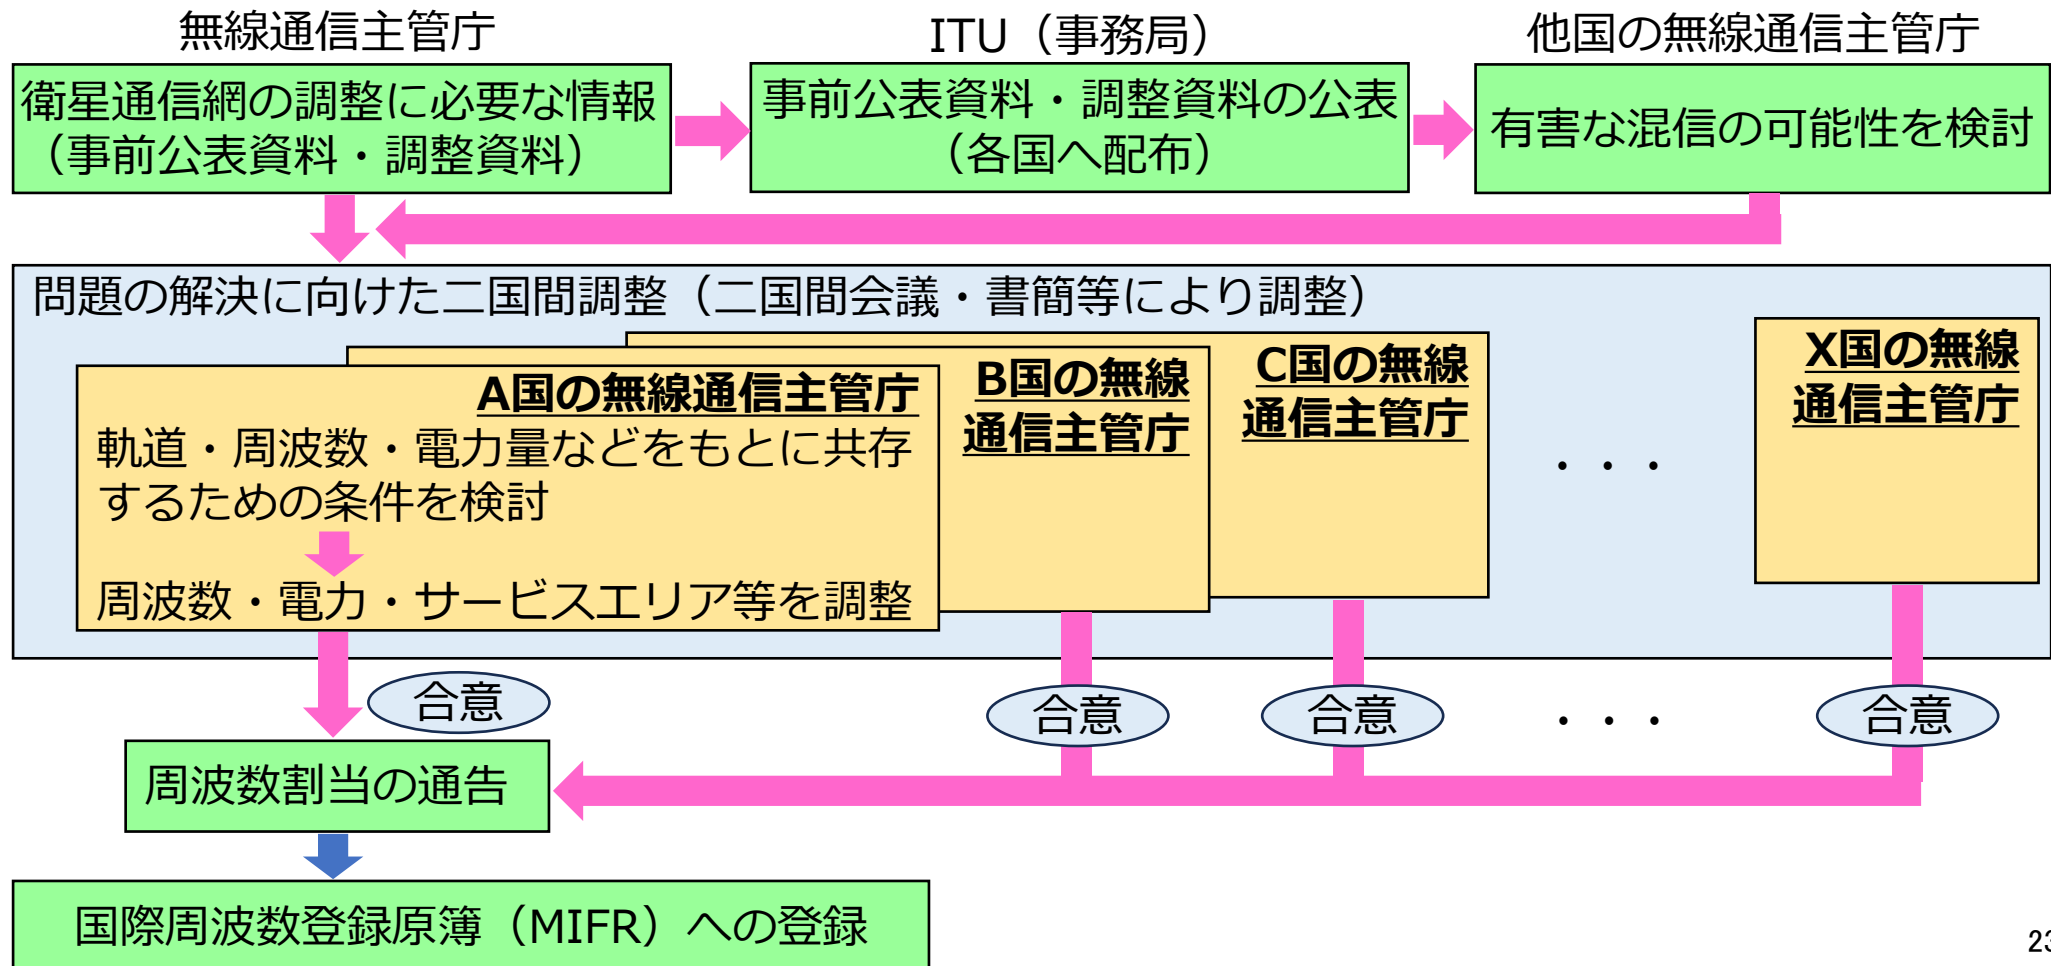 無線通信主管庁
ITU（事務局）
他国の無線通信主管庁
衛星通信網の調整に必要な情報
（事前公表資料・調整資料）
事前公表資料・調整資料の公表
（各国へ配布）
有害な混信の可能性を検討
問題の解決に向けた二国間調整（二国間会議・書簡等により調整）
A国の無線通信主管庁
軌道・周波数・電力量などをもとに共存
するための条件を検討
周波数・電力・サービスエリア等を調整
B国の無線
通信主管庁
C国の無線
通信主管庁
・・・
X国の無線
通信主管庁
合意
合意
合意
・・・
合意
周波数割当の通告
国際周波数登録原簿（MIFR）への登録
23